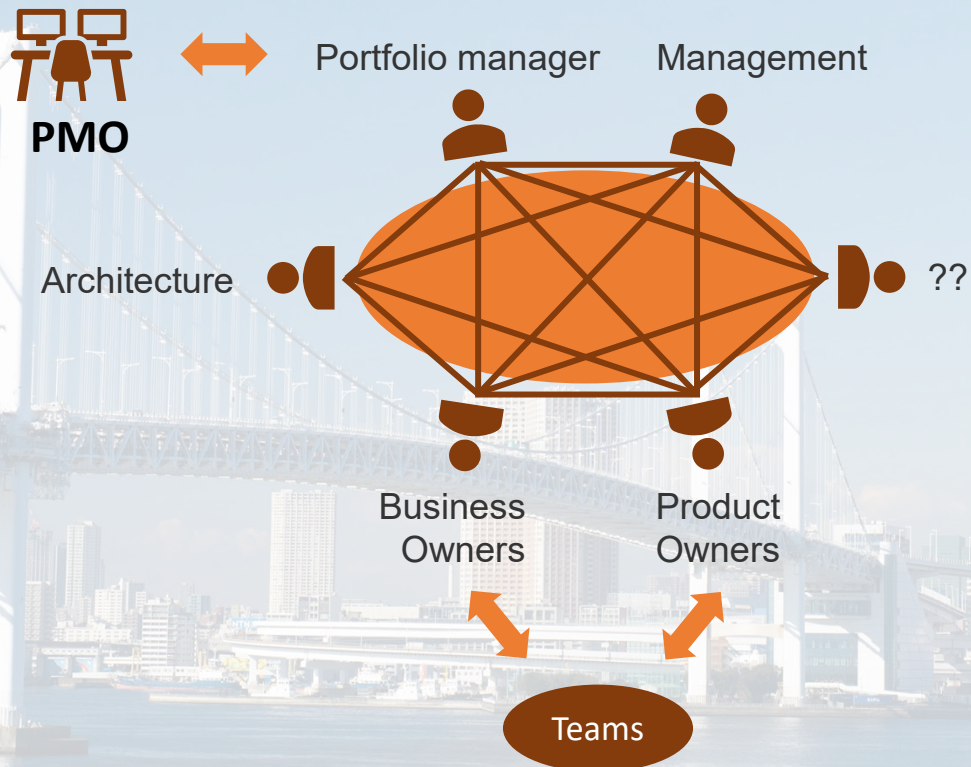 Portfolio manager
Management
PMO
Architecture
??
Business
Owners
Product
Owners
Teams